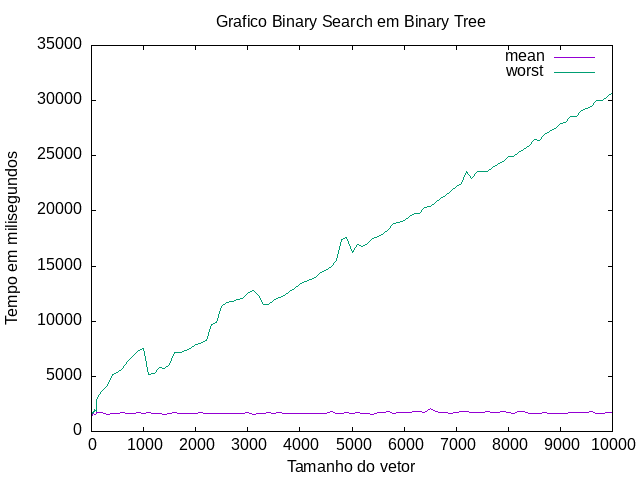 Grafico Binary Search em Binary Tree
35000
30000
25000
20000
15000
10000
5000
0
mean
worst
Tempo em milisegundos
0 1000 2000 3000 4000 5000 6000 7000 8000 9000 10000
Tamanho do vetor